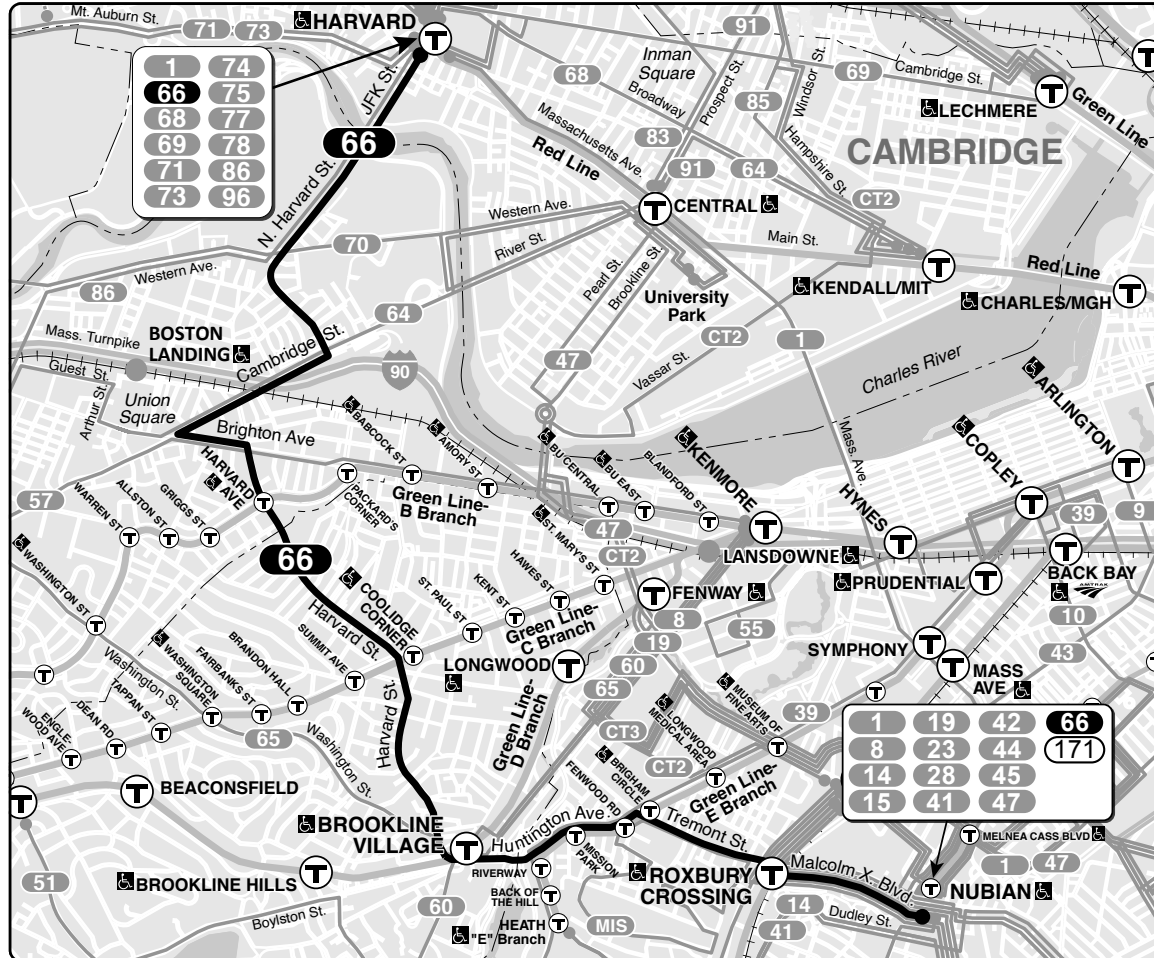 Mt. Auburn St.
71
73
HARVARD
T
91
Inman
Square
Prospect St.
Windsor St.
68
Broadway
85
69
Cambridge St.
T
LECHMERE
Green Line
T
1 74
66 75
68 77
69 78
71 86
73 96
JFK St.
66
N. Harvard St.
Massachusetts Ave.
Red Line
83
91
64
Hampshire St.
CAMBRIDGE
CT2
T
CENTRAL
Western Ave.
River St.
70
Main St.
T
KENDALL/MIT
Red Line
T
CHARLES/MGH
Western Ave.
86
64
Pearl St.
Brookline St.
University
Park
CT2
1
Vassar St.
47
Mass. Turnpike
BOSTON
LANDING
Cambridge St.
90
Guest St.
Arthur St.
Union
Square
Brighton Ave
Charles River
Mass. Ave.
ARLINGTON
T
COPLEY
T
KENMORE
T
HYNES
T
BABCOCK ST
T
AMORY ST
T
BU CENTRAL
T
BU EAST
T
BLANDFORD ST
T
HARVARD
AVE
T
PACKARD'S
CORNER
T
Green Line-
B Branch
57
WARREN ST
T
ALLSTON ST
T
GRIGGS ST
T
47
CT2
39
9
LANSDOWNE
PRUDENTIAL
T
BACK BAY
T
AMTRAK
10
WASHINGTON ST
T
66
COOLIDGE
CORNER
T
ST. PAUL ST
T
KENT ST
T
HAWES ST
T
ST. MARY'S ST
T
Green Line-
C Branch
FENWAY
T
8
19
55
60
65
CT3
SYMPHONY
T
43
MASS
AVE
T
Harvard St.
SUMMIT AVE
T
BRANDON HALL
T
FAIRBANKS ST
T
WASHINGTON
SQUARE
T
TAPPAN ST
T
DEAN RD
T
ENGLE-
WOOD AVE
T
T
T
Washington St.
65
Washington St.
Harvard St.
LONGWOOD
T
Green Line-
D Branch
CT2
LONGWOOD
MEDICAL AREA
T
MUSEUM OF
FINE ARTS
T
39
T
T
1 19 42 66
8 23 44 171
14 28 45
15 41 47
BEACONSFIELD
T
BRIGHAM
CIRCLE
T
FENWOOD RD
T
Green Line-
E Branch
Tremont St.
Huntington Ave.
BROOKLINE
VILLAGE
T
MISSION
PARK
T
RIVERWAY
T
BACK OF
THE HILL
T
HEATH
"E" Branch
T
ROXBURY
CROSSING
T
Malcolm X. Blvd.
T
MELNEA CASS BLVD
1
47
NUBIAN
T
14
41
Dudley St.
51
BROOKLINE HILLS
T
Boylston St.
60
MIS